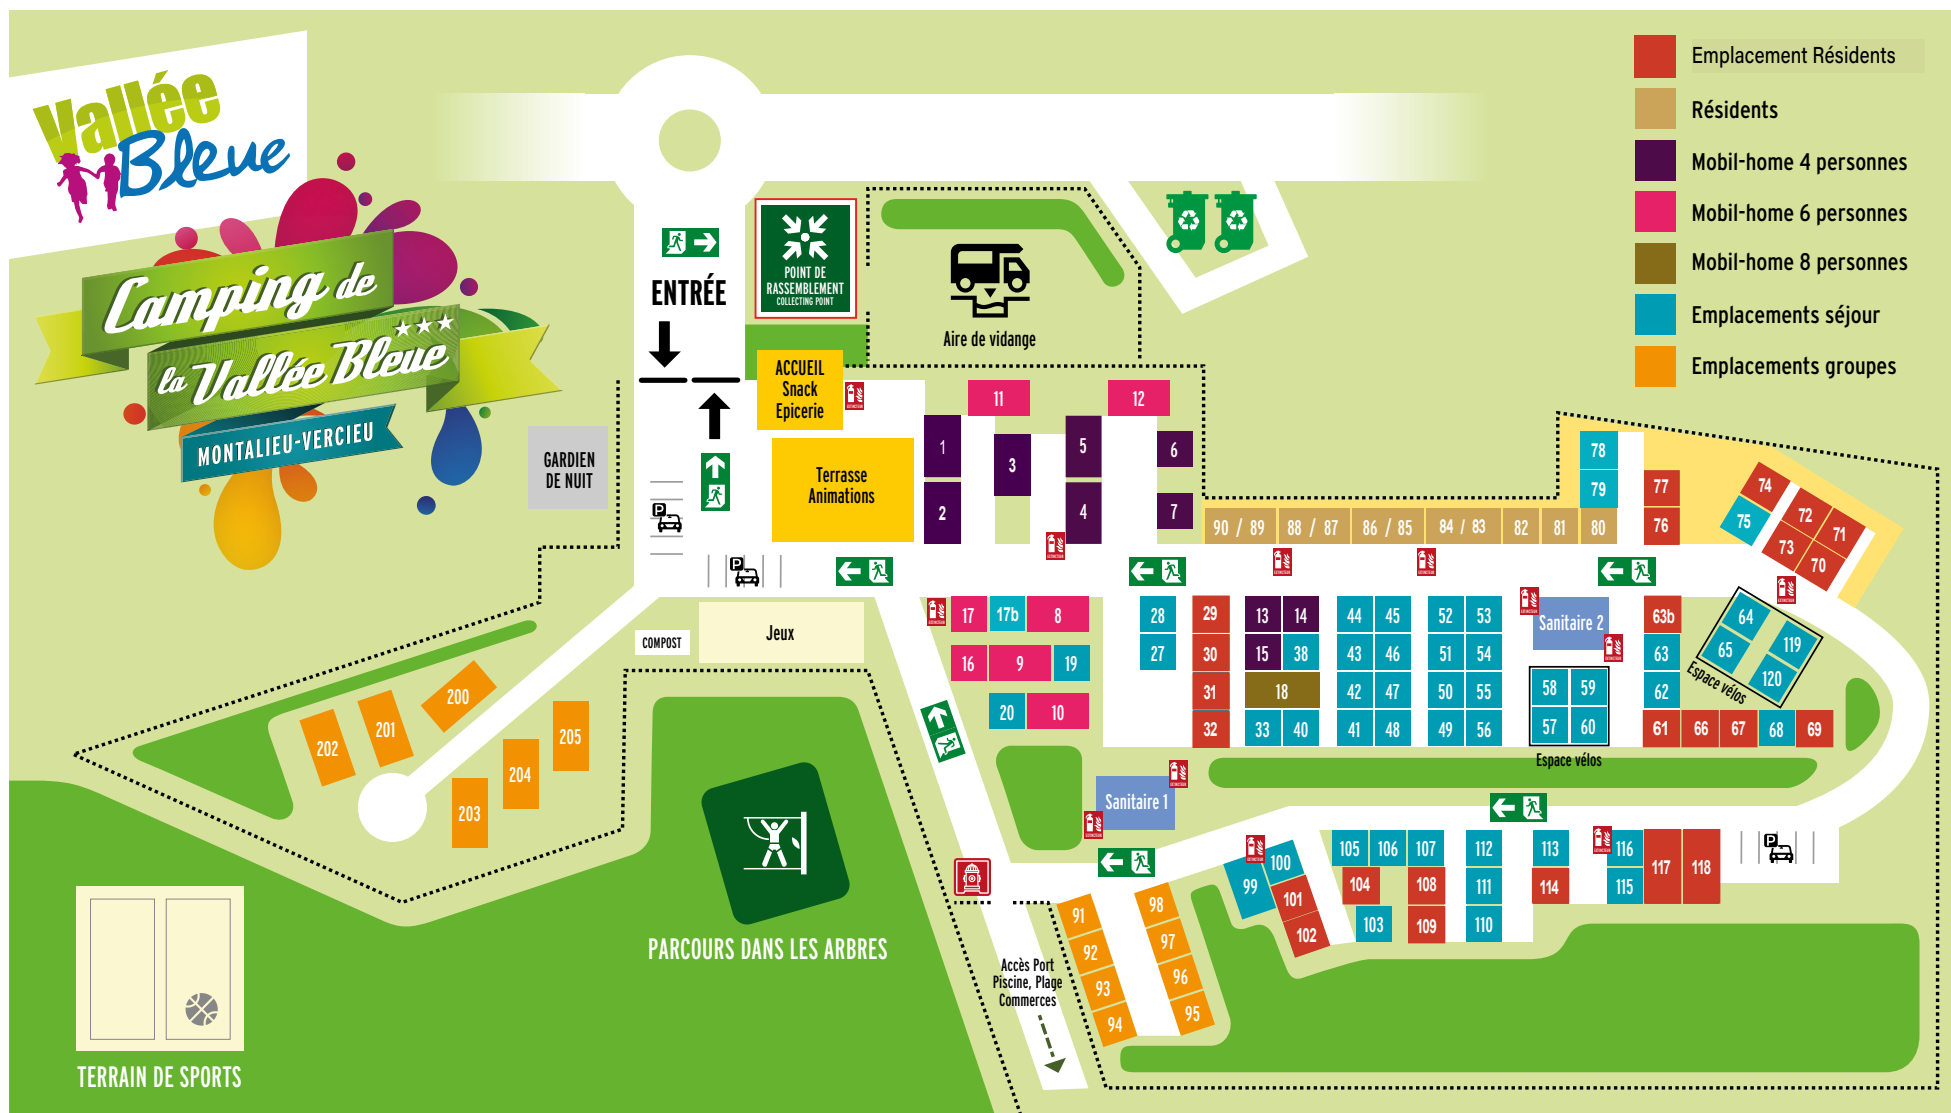 Vallée
Bleue
Camping de
la Vallée Bleue
MONTALIEU-VERCIEU
Emplacement Résidents
Résidents
Mobil-home 4 personnes
Mobil-home 6 personnes
Mobil-home 8 personnes
Emplacements séjour
Emplacements groupes
ENTRÉE
POINT DE
RASSEMBLEMENT
COLLECTING POINT
Aire de vidange
ACCUEIL
Snack
Epicerie
Terrasse
Animations
GARDIEN
DE NUIT
P
P
COMPOST
Jeux
11
12
1
2
3
5
4
6
7
90 / 89
88 / 87
86 / 85
84 / 83
82
81
80
78
79
77
76
74
75
72
71
73
70
17
17b
8
16
9
19
20
10
28
27
29
30
31
32
13
14
15
38
18
33
40
44
45
43
46
42
47
41
48
52
53
51
54
50
55
49
56
Sanitaire 2
58
59
57
60
Espace vélos
63b
63
62
61
66
67
68
69
64
65
119
120
Espace vélos
200
201
202
205
204
203
Sanitaire 1
100
99
101
102
105
106
107
104
108
103
109
112
111
110
113
114
116
115
117
118
P
91
92
93
94
98
97
96
95
Accès Port
Piscine, Plage
Commerces
PARCOURS DANS LES ARBRES
TERRAIN DE SPORTS